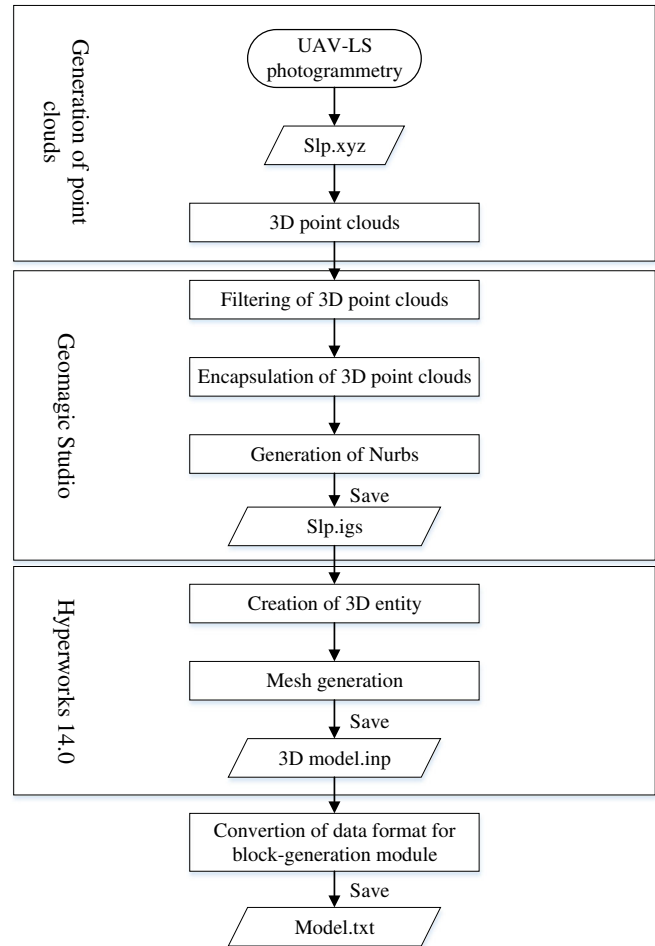 Generation of point
clouds
UAV-LS
photogrammetry
Slp.xyz
3D point clouds
Geomagic Studio
Filtering of 3D point clouds
Encapsulation of 3D point clouds
Generation of Nurbs
Save
Slp.igs
Hyperworks 14.0
Creation of 3D entity
Mesh generation
Save
3D model.inp
Convertion of data format for
block-generation module
Save
Model.txt